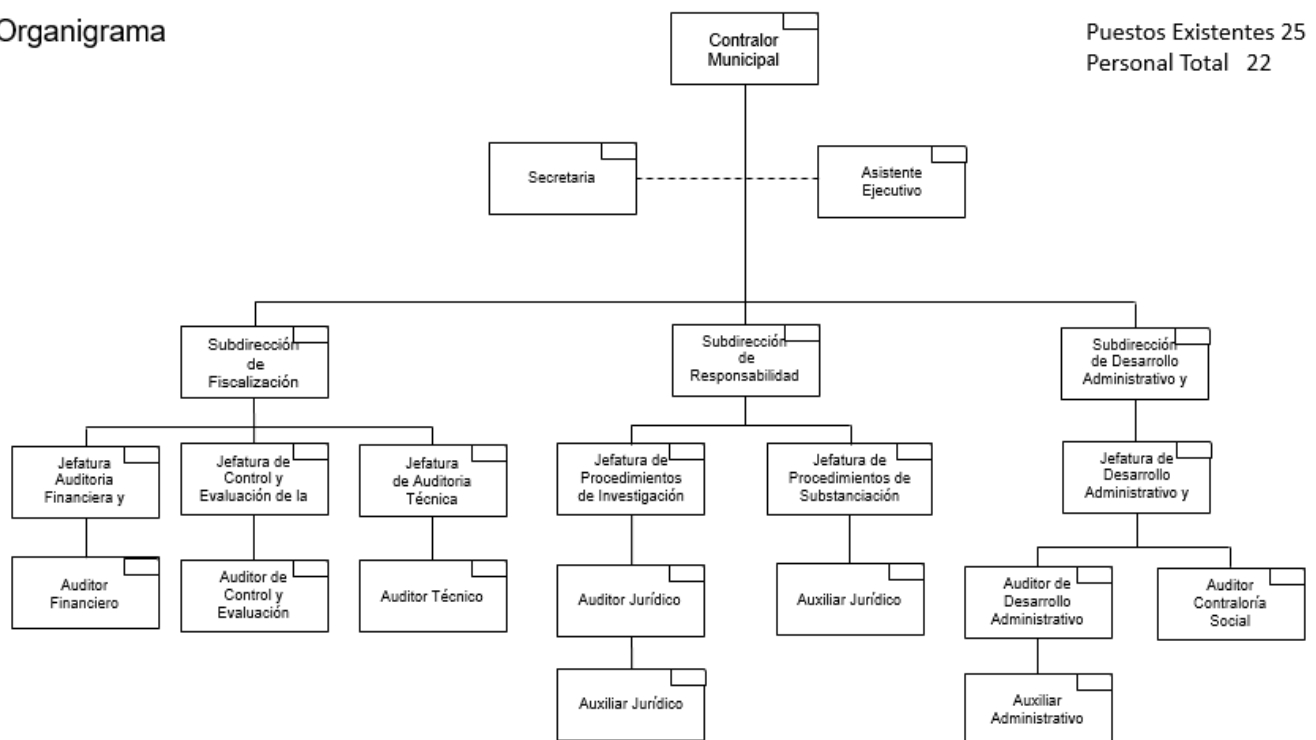 Organigrama
Puestos Existentes 25
Personal Total 22
Contralor
Municipal
Secretaria
Asistente
Ejecutivo
Subdirección
de
Fiscalización
Subdirección
de
Responsabilidad
Subdirección
de Desarrollo
Administrativo y
Jefatura
Auditoria
Financiera y
Jefatura de
Control y
Evaluación de la
Jefatura
de Auditoria
Técnica
Jefatura de
Procedimientos
de Investigación
Jefatura de
Procedimientos de
Substanciación
Jefatura de
Desarrollo
Administrativo y
Auditor
Financiero
Auditor de
Control y
Evaluación
Auditor Técnico
Auditor Jurídico
Auxiliar Jurídico
Auditor de
Desarrollo
Administrativo
Auditor
Contraloría
Social
Auxiliar Jurídico
Auxiliar
Administrativo